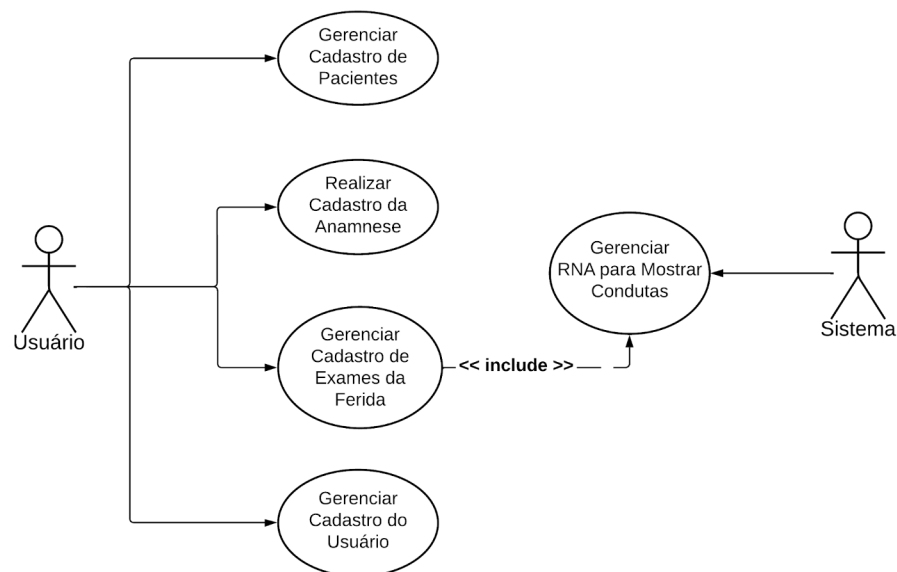 Gerenciar
Cadastro de
Pacientes
Realizar
Cadastro da
Anamnese
Gerenciar
RNA para Mostrar
Condutas
Usuário
Sistema
Gerenciar
Cadastro de
Exames da
Ferida
<< include >>
Gerenciar
Cadastro do
Usuário